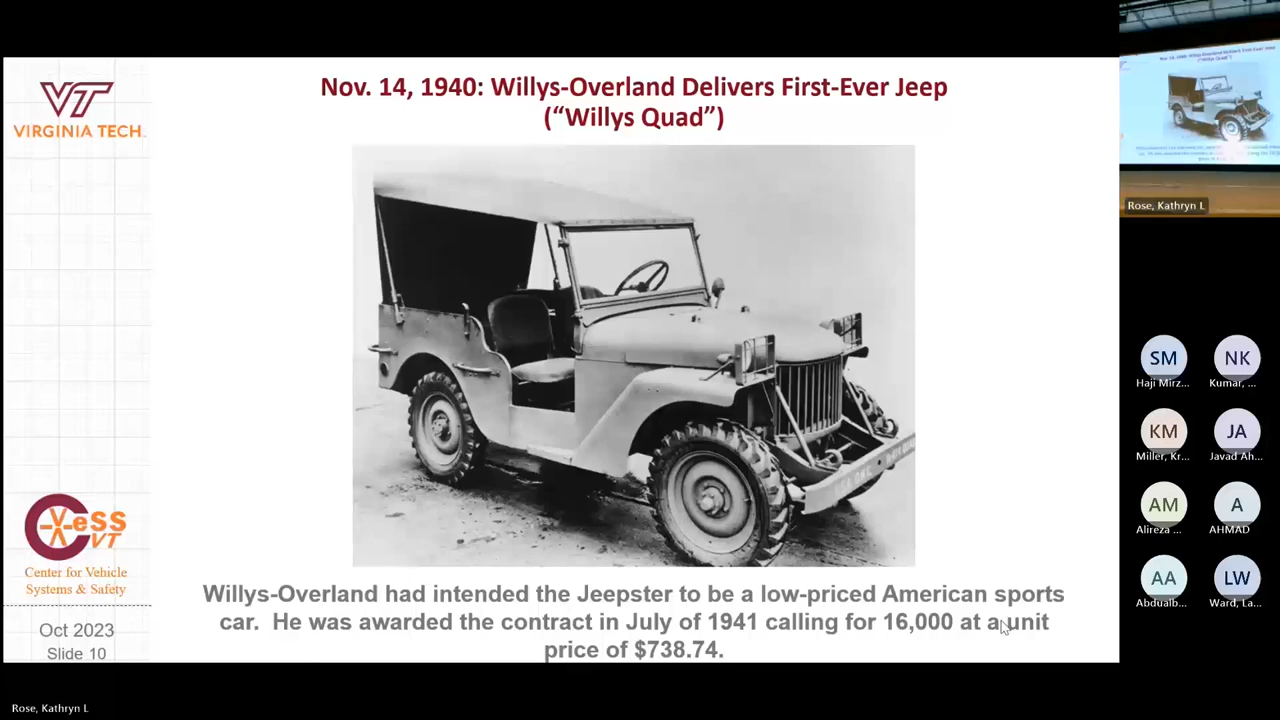 Nov. 14, 1940: Willys-Overland Delivers First-Ever Jeep
(“Willys Quad”)
VT
VIRGINIA TECH.
CVeSS
VT
Center for Vehicle
Systems & Safety
Oct 2023
Slide 10
Willys-Overland had intended the Jeepster to be a low-priced American sports
car. He was awarded the contract in July of 1941 calling for 16,000 at a unit
price of $738.74.
Rose, Kathryn L
SM
NK
Haji Mirz...
Kumar, ...
KM
JA
Miller, Kr...
Javad Ah...
AM
A
Alireza ...
AHMAD
AA
LW
Abdualb...
Ward, La...
Rose, Kathryn L